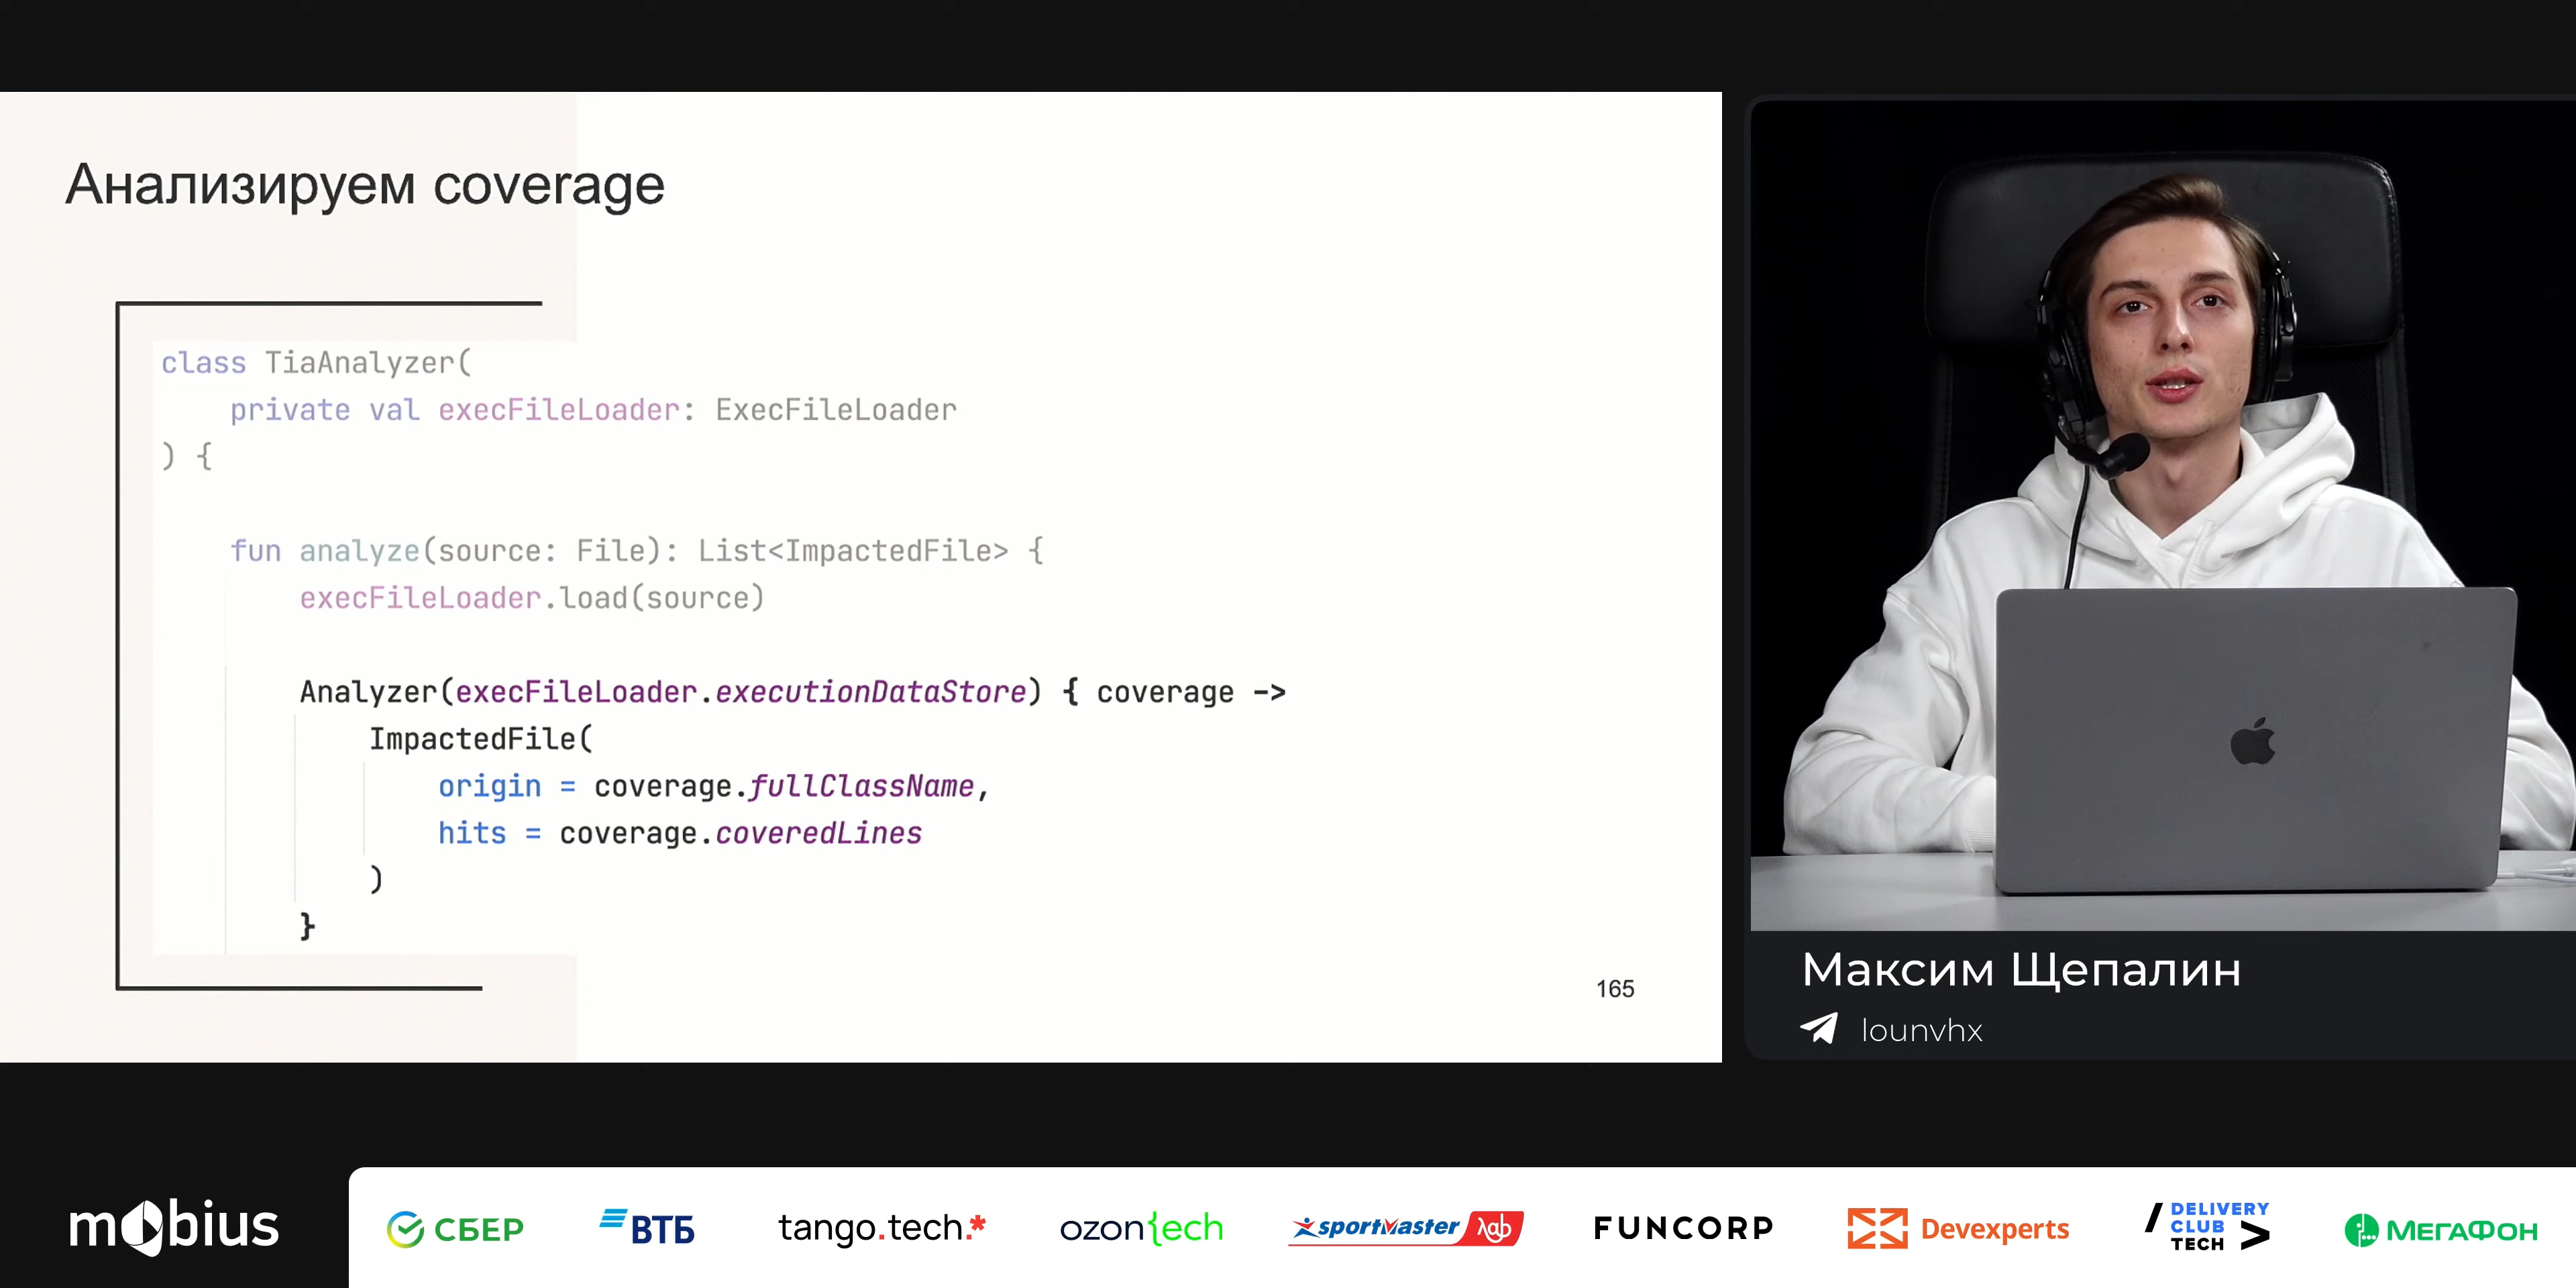 Анализируем coverage
class TiaAnalyzer(
private val execFileLoader: ExecFileLoader
) {
fun analyze(source: File): List<ImpactedFile> {
execFileLoader.load(source)
Analyzer(execFileLoader.executionDataStore) { coverage ->
ImpactedFile(
origin = coverage.fullClassName,
hits = coverage.coveredLines
)
}
165
Максим Щепалин
lounvhx
mobius
СБЕР
ВТБ
tango.tech.*
ozon{ech
sportmaster λab
FUNCORP
Devexperts
/ DELIVERY
CLUB
TECH >
МЕГАФОН